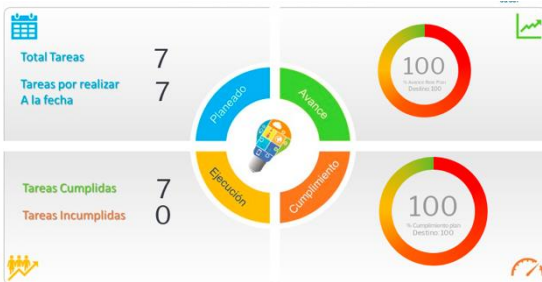 Total Tareas 7
Tareas por realizar
A la fecha 7
Planeado
Avance
100
Destino 100
Tareas Cumplidas 7
Tareas Incumplidas 0
Ejecución
Cumplimiento
100
% Cumplimiento plan
Destino 100